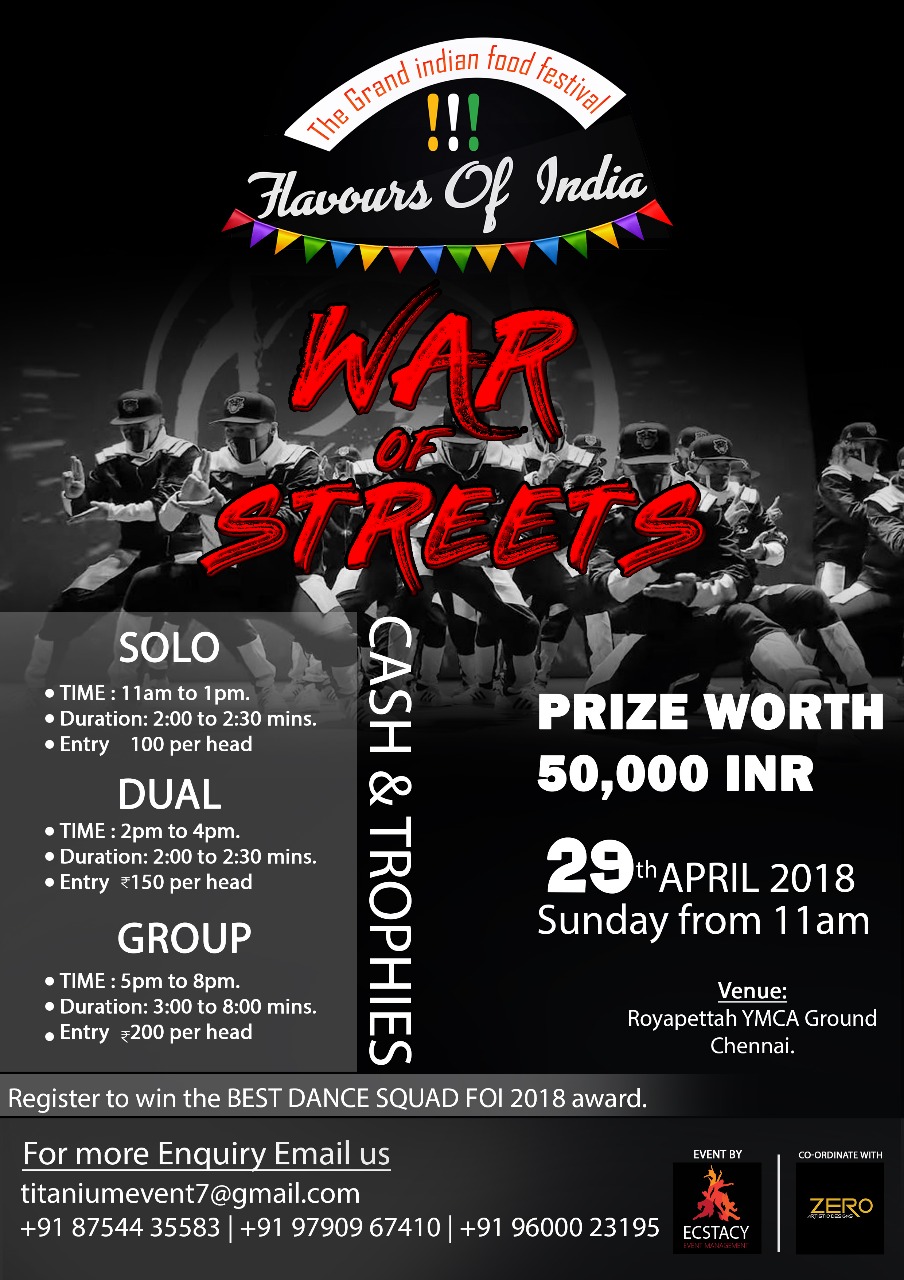 The Grand indian food festival
!!!
Flavours Of India
WAR
OF
STREETS
SOLO
• TIME : 11am to 1pm.
• Duration: 2:00 to 2:30 mins.
• Entry 100 per head
DUAL
• TIME : 2pm to 4pm.
• Duration: 2:00 to 2:30 mins.
• Entry ₹150 per head
GROUP
• TIME : 5pm to 8pm.
• Duration: 3:00 to 8:00 mins.
• Entry ₹200 per head
CASH & TROPHIES
PRIZE WORTH
50,000 INR
29th APRIL 2018
Sunday from 11am
Venue:
Royapettah YMCA Ground
Chennai.
Register to win the BEST DANCE SQUAD FOI 2018 award.
For more Enquiry Email us
titaniumevent7@gmail.com
+91 87544 35583 | +91 97909 67410 | +91 96000 23195
EVENT BY
ECSTACY
EVENT MANAGEMENT
CO-ORDINATE WITH
ZERO